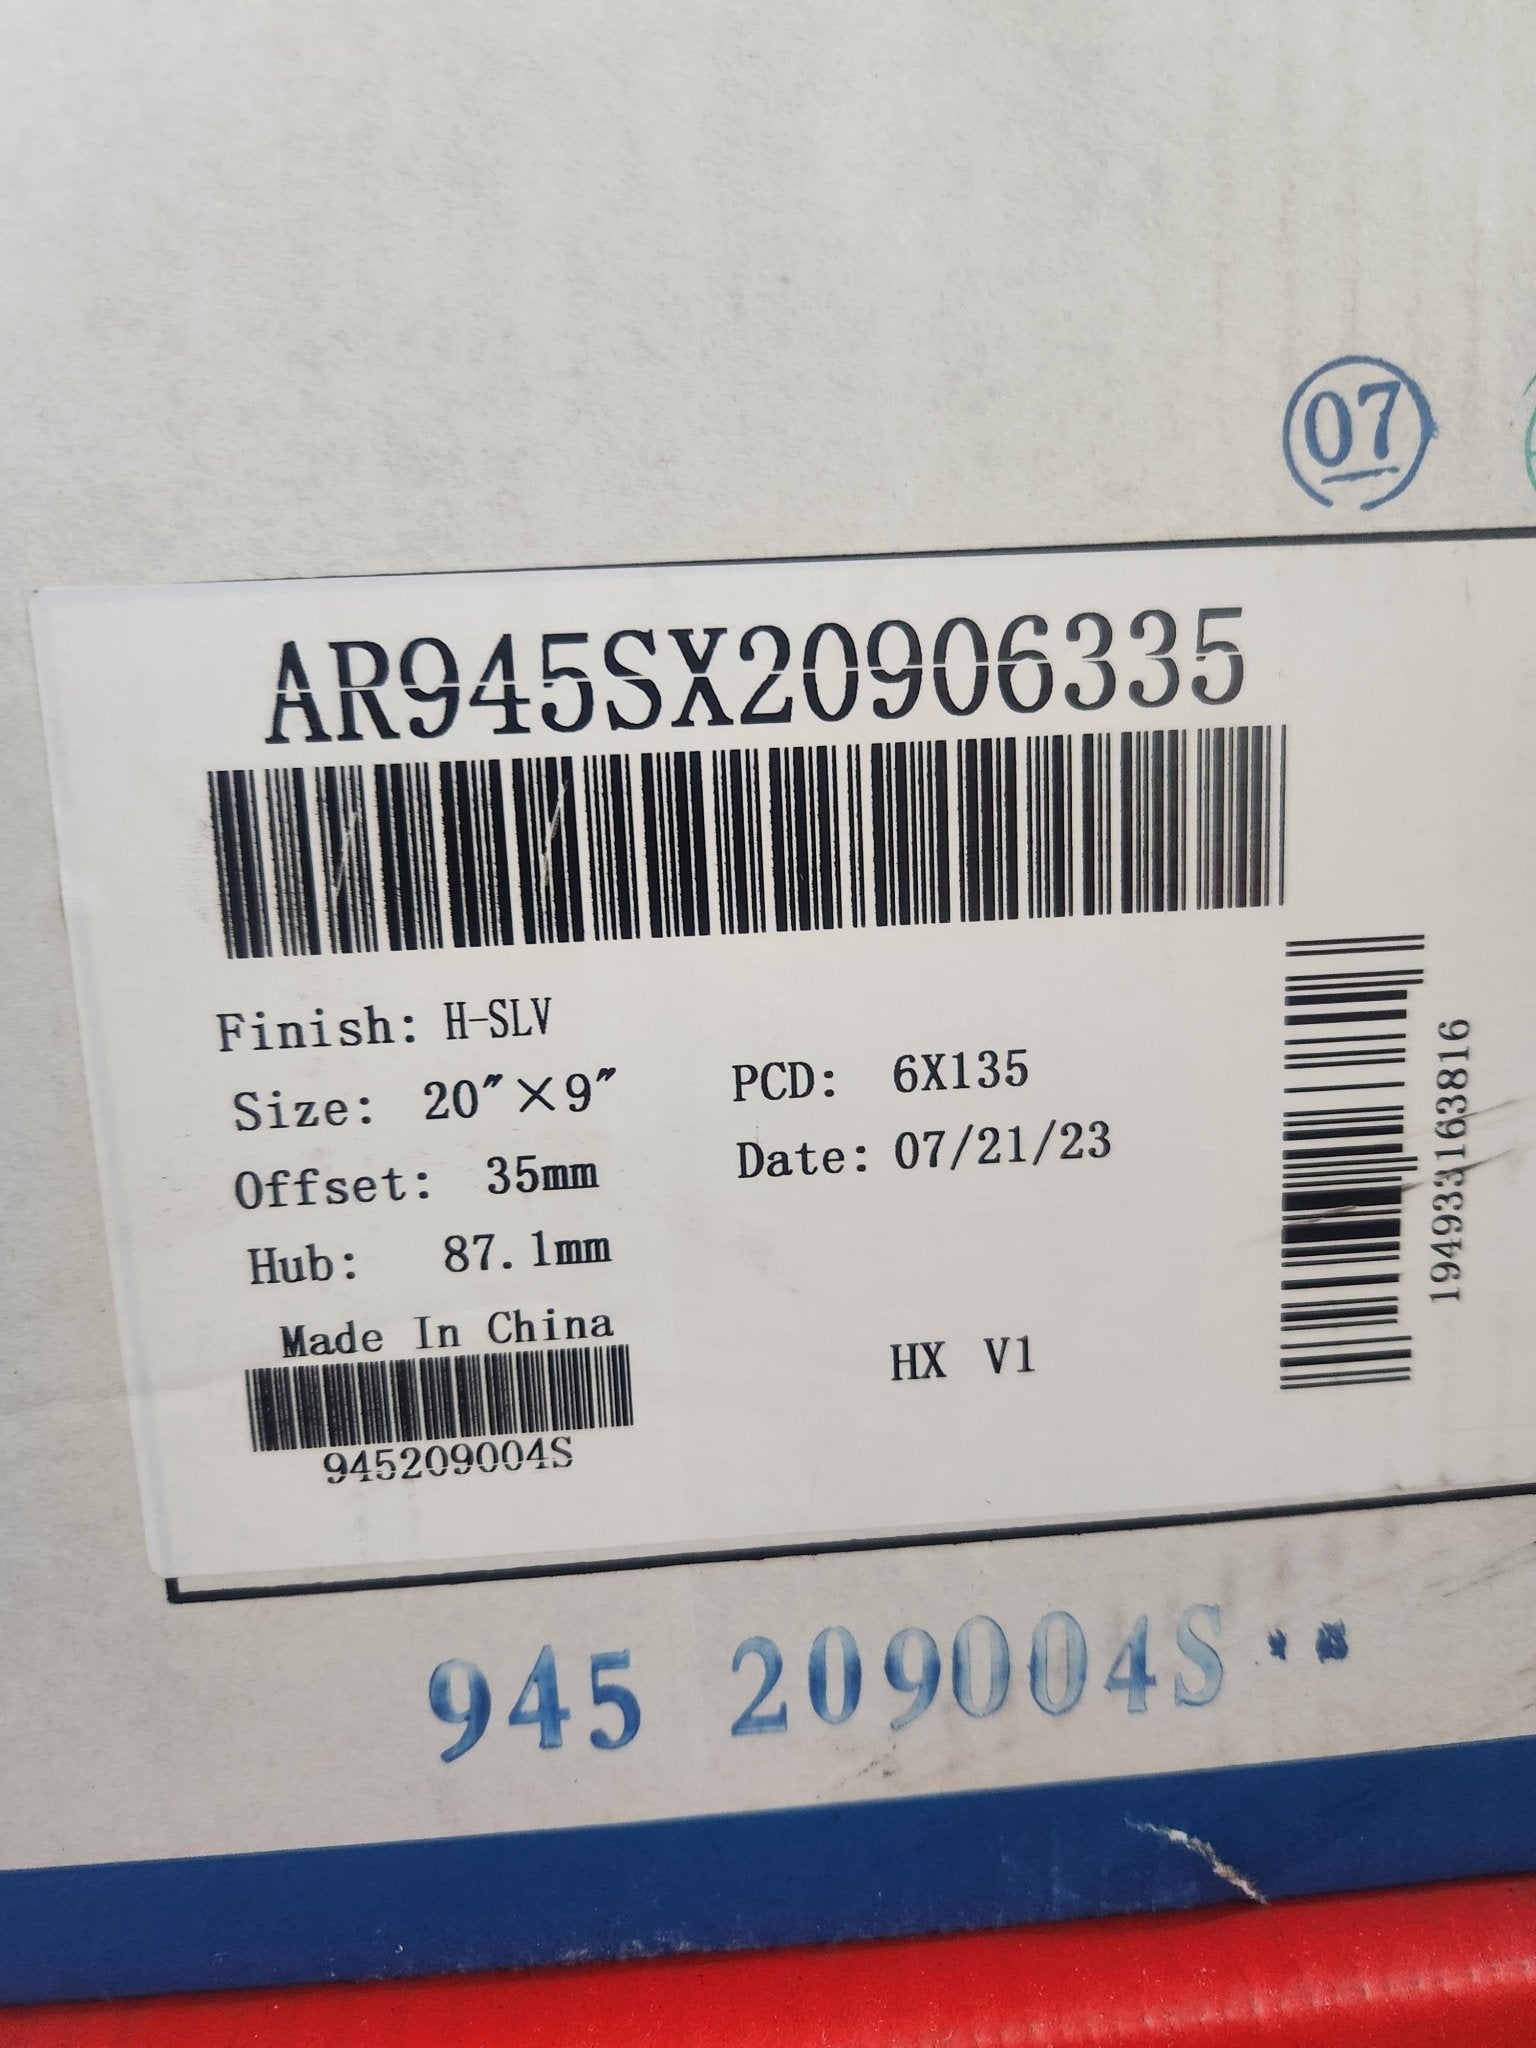 07
AR945SX20906335
Finish: H-SLV
Size: 20"×9"
PCD: 6X135
Offset: 35mm
Date: 07/21/23
Hub: 87.1mm
Made In China
HX V1
945209004S
194933163816
945 209004S